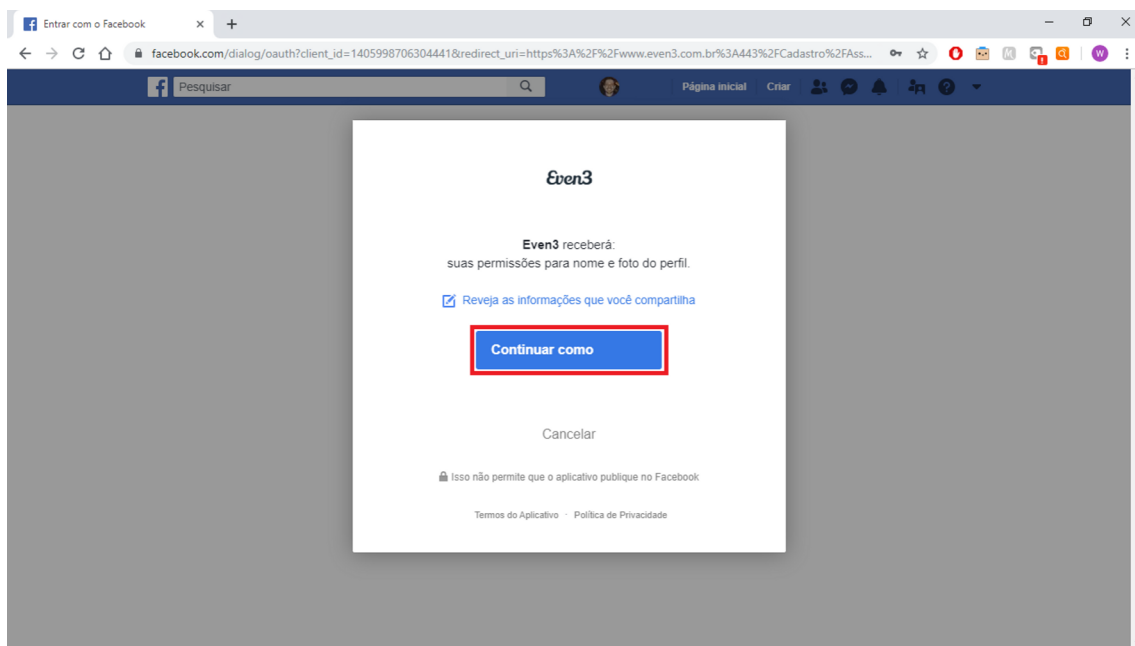 Entrar com o Facebook
facebook.com/dialog/oauth?client_id=1405998706304441&redirect_uri=https%3A%2F%2Fwww.even3.com.br%3A443%2FCadastro%2FAss...
W
Pesquisar
Página inicial
Criar
Even3
Even3 receberá:
suas permissões para nome e foto do perfil.
Reveja as informações que você compartilha
Continuar como
Cancelar
Isso não permite que o aplicativo publique no Facebook
Termos do Aplicativo · Política de Privacidade